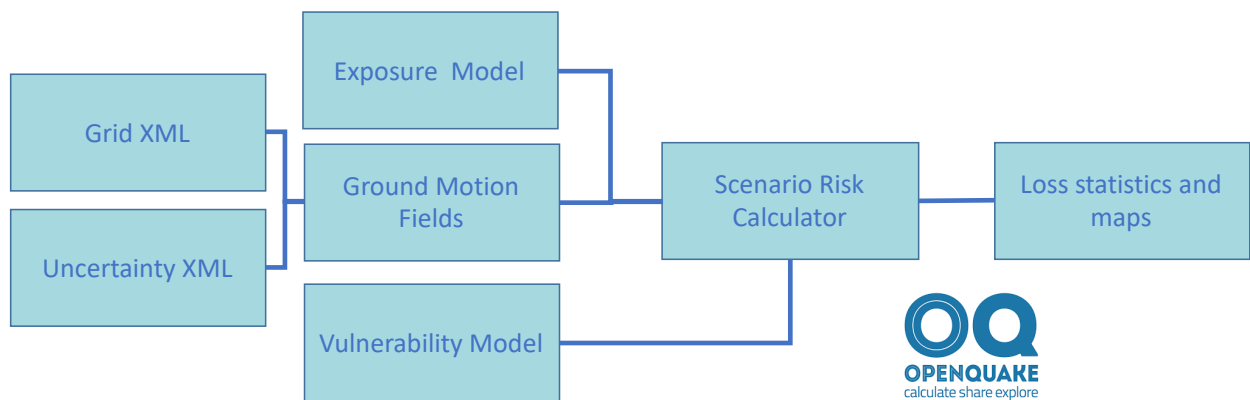 Exposure Model
Grid XML
Ground Motion
Fields
Scenario Risk
Calculator
Loss statistics and
maps
Uncertainty XML
Vulnerability Model
OQ
OPENQUAKE
calculate share explore